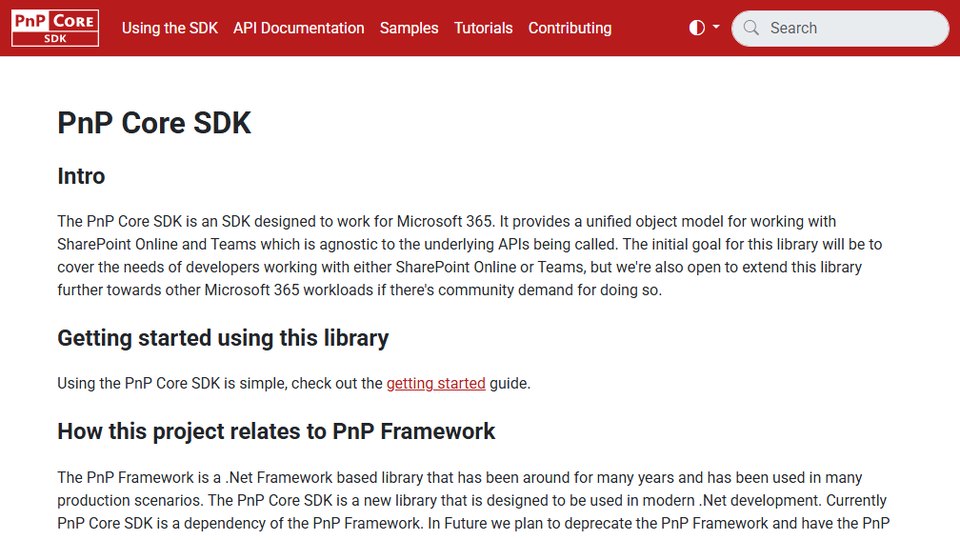 PnP Core
SDK
Using the SDK API Documentation Samples Tutorials Contributing
Search
PnP Core SDK
Intro
The PnP Core SDK is an SDK designed to work for Microsoft 365. It provides a unified object model for working with
SharePoint Online and Teams which is agnostic to the underlying APIs being called. The initial goal for this library will be to
cover the needs of developers working with either SharePoint Online or Teams, but we're also open to extend this library
further towards other Microsoft 365 workloads if there's community demand for doing so.
Getting started using this library
Using the PnP Core SDK is simple, check out the getting started guide.
How this project relates to PnP Framework
The PnP Framework is a .Net Framework based library that has been around for many years and has been used in many
production scenarios. The PnP Core SDK is a new library that is designed to be used in modern .Net development. Currently
PnP Core SDK is a dependency of the PnP Framework. In Future we plan to deprecate the PnP Framework and have the PnP